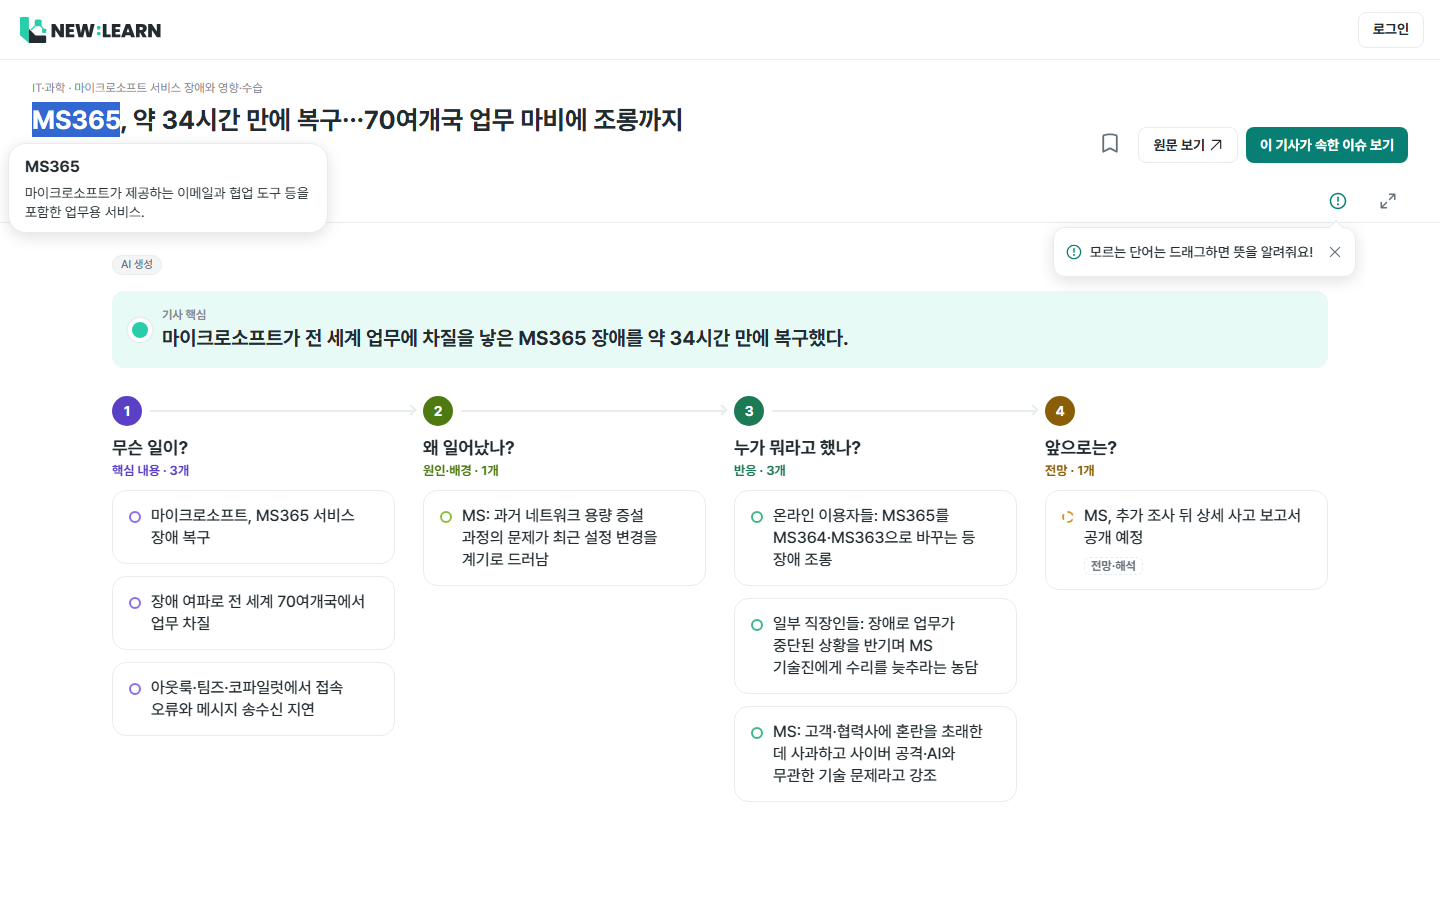 NEW:LEARN
로그인
IT·과학 · 마이크로소프트 서비스 장애와 영향·수습
MS365, 약 34시간 만에 복구…70여개국 업무 마비에 조롱까지
원문 보기
이 기사가 속한 이슈 보기
MS365
마이크로소프트가 제공하는 이메일과 협업 도구 등을
포함한 업무용 서비스.
모르는 단어는 드래그하면 뜻을 알려줘요!
AI 생성
기사 핵심
마이크로소프트가 전 세계 업무에 차질을 낳은 MS365 장애를 약 34시간 만에 복구했다.
1
무슨 일이?
핵심 내용 · 3개
마이크로소프트, MS365 서비스
장애 복구
장애 여파로 전 세계 70여개국에서
업무 차질
아웃룩·팀즈·코파일럿에서 접속
오류와 메시지 송수신 지연
2
왜 일어났나?
원인·배경 · 1개
MS: 과거 네트워크 용량 증설
과정의 문제가 최근 설정 변경을
계기로 드러남
3
누가 뭐라고 했나?
반응 · 3개
온라인 이용자들: MS365를
MS364·MS363으로 바꾸는 등
장애 조롱
일부 직장인들: 장애로 업무가
중단된 상황을 반기며 MS
기술진에게 수리를 늦추라는 농담
MS: 고객·협력사에 혼란을 초래한
데 사과하고 사이버 공격·AI와
무관한 기술 문제라고 강조
4
앞으로는?
전망 · 1개
MS, 추가 조사 뒤 상세 사고 보고서
공개 예정
전망·해석